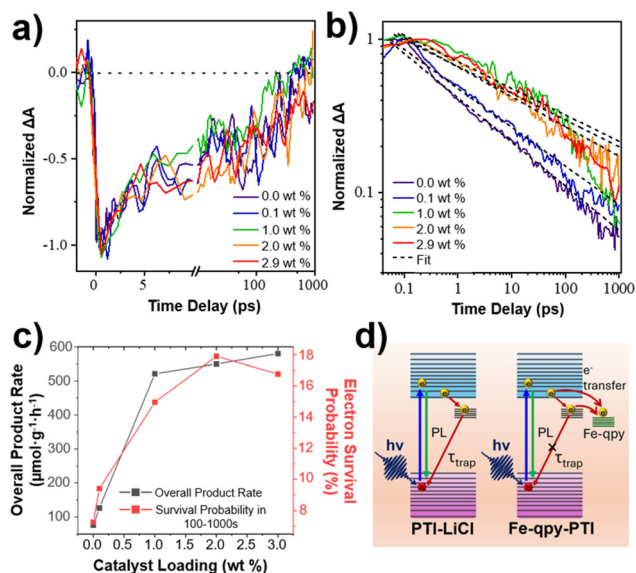 a)
Normalized ΔA
0.0
-0.5
-1.0
0.0 wt %
0.1 wt %
1.0 wt %
2.0 wt %
2.9 wt %
0 5 100 1000
Time Delay (ps)
b)
Normalized ΔA
1
0.1
0.0 wt %
0.1 wt %
1.0 wt %
2.0 wt %
2.9 wt %
Fit
0.1 1 10 100 1000
Time Delay (ps)
c)
Overall Product Rate
(μmol·g⁻¹·h⁻¹)
600
500
400
300
200
100
Overall Product Rate
Survival Probability in
100-1000s
18
16
14
12
10
8
Electron Survival
Probability (%)
0.0 0.5 1.0 1.5 2.0 2.5 3.0
Catalyst Loading (wt %)
d)
e⁻
transfer
Fe-qpy
hv
PL
τtrap
PTI-LiCl
hv
PL
τtrap
Fe-qpy-PTI